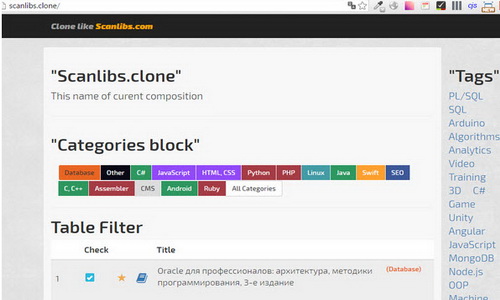 scanlibs.clone/
Clone like Scanlibs.com
"Scanlibs.clone"
This name of curent composition
"Categories block"
Database Other C# JavaScript HTML, CSS Python PHP Linux Java Swift SEO
C, C++ Assembler CMS Android Ruby All Categories
Table Filter
Check Title
1 Oracle для профессионалов: архитектура, методики
программирования, 3-е издание
(Database)
"Tags"
PL/SQL
SQL
Arduino
Algorithms
Analytics
Video
Training
3D C#
Game
Unity
Angular
JavaScript
MongoDB
Node.js
OOP
Machine